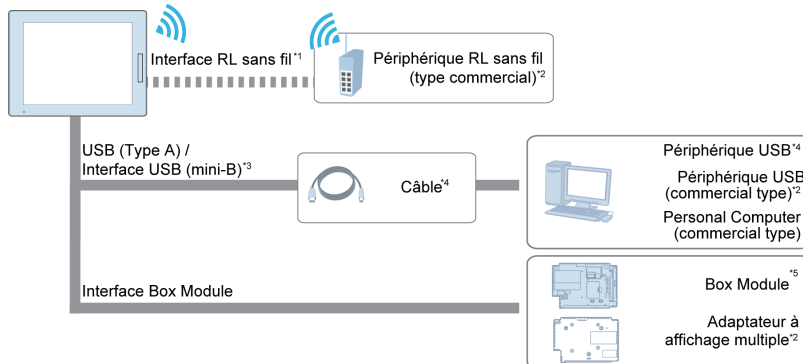 Interface RL sans fil*1
Périphérique RL sans fil
(type commercial)*2
USB (Type A) /
Interface USB (mini-B)*3
Câble*4
Périphérique USB*4
Périphérique USB
(commercial type)*2
Personal Computer
(commercial type)
Interface Box Module
Box Module*5
Adaptateur à
affichage multiple*2